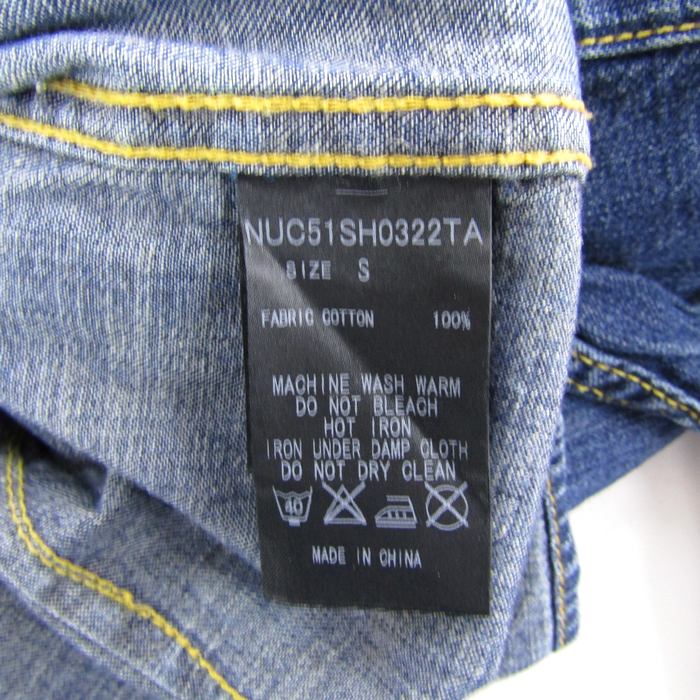 NUC51SH0322TA
SIZE S
FABRIC COTTON 100%
MACHINE WASH WARM
DO NOT BLEACH
HOT IRON
IRON UNDER DAMP CLOTH
DO NOT DRY CLEAN
40
MADE IN CHINA